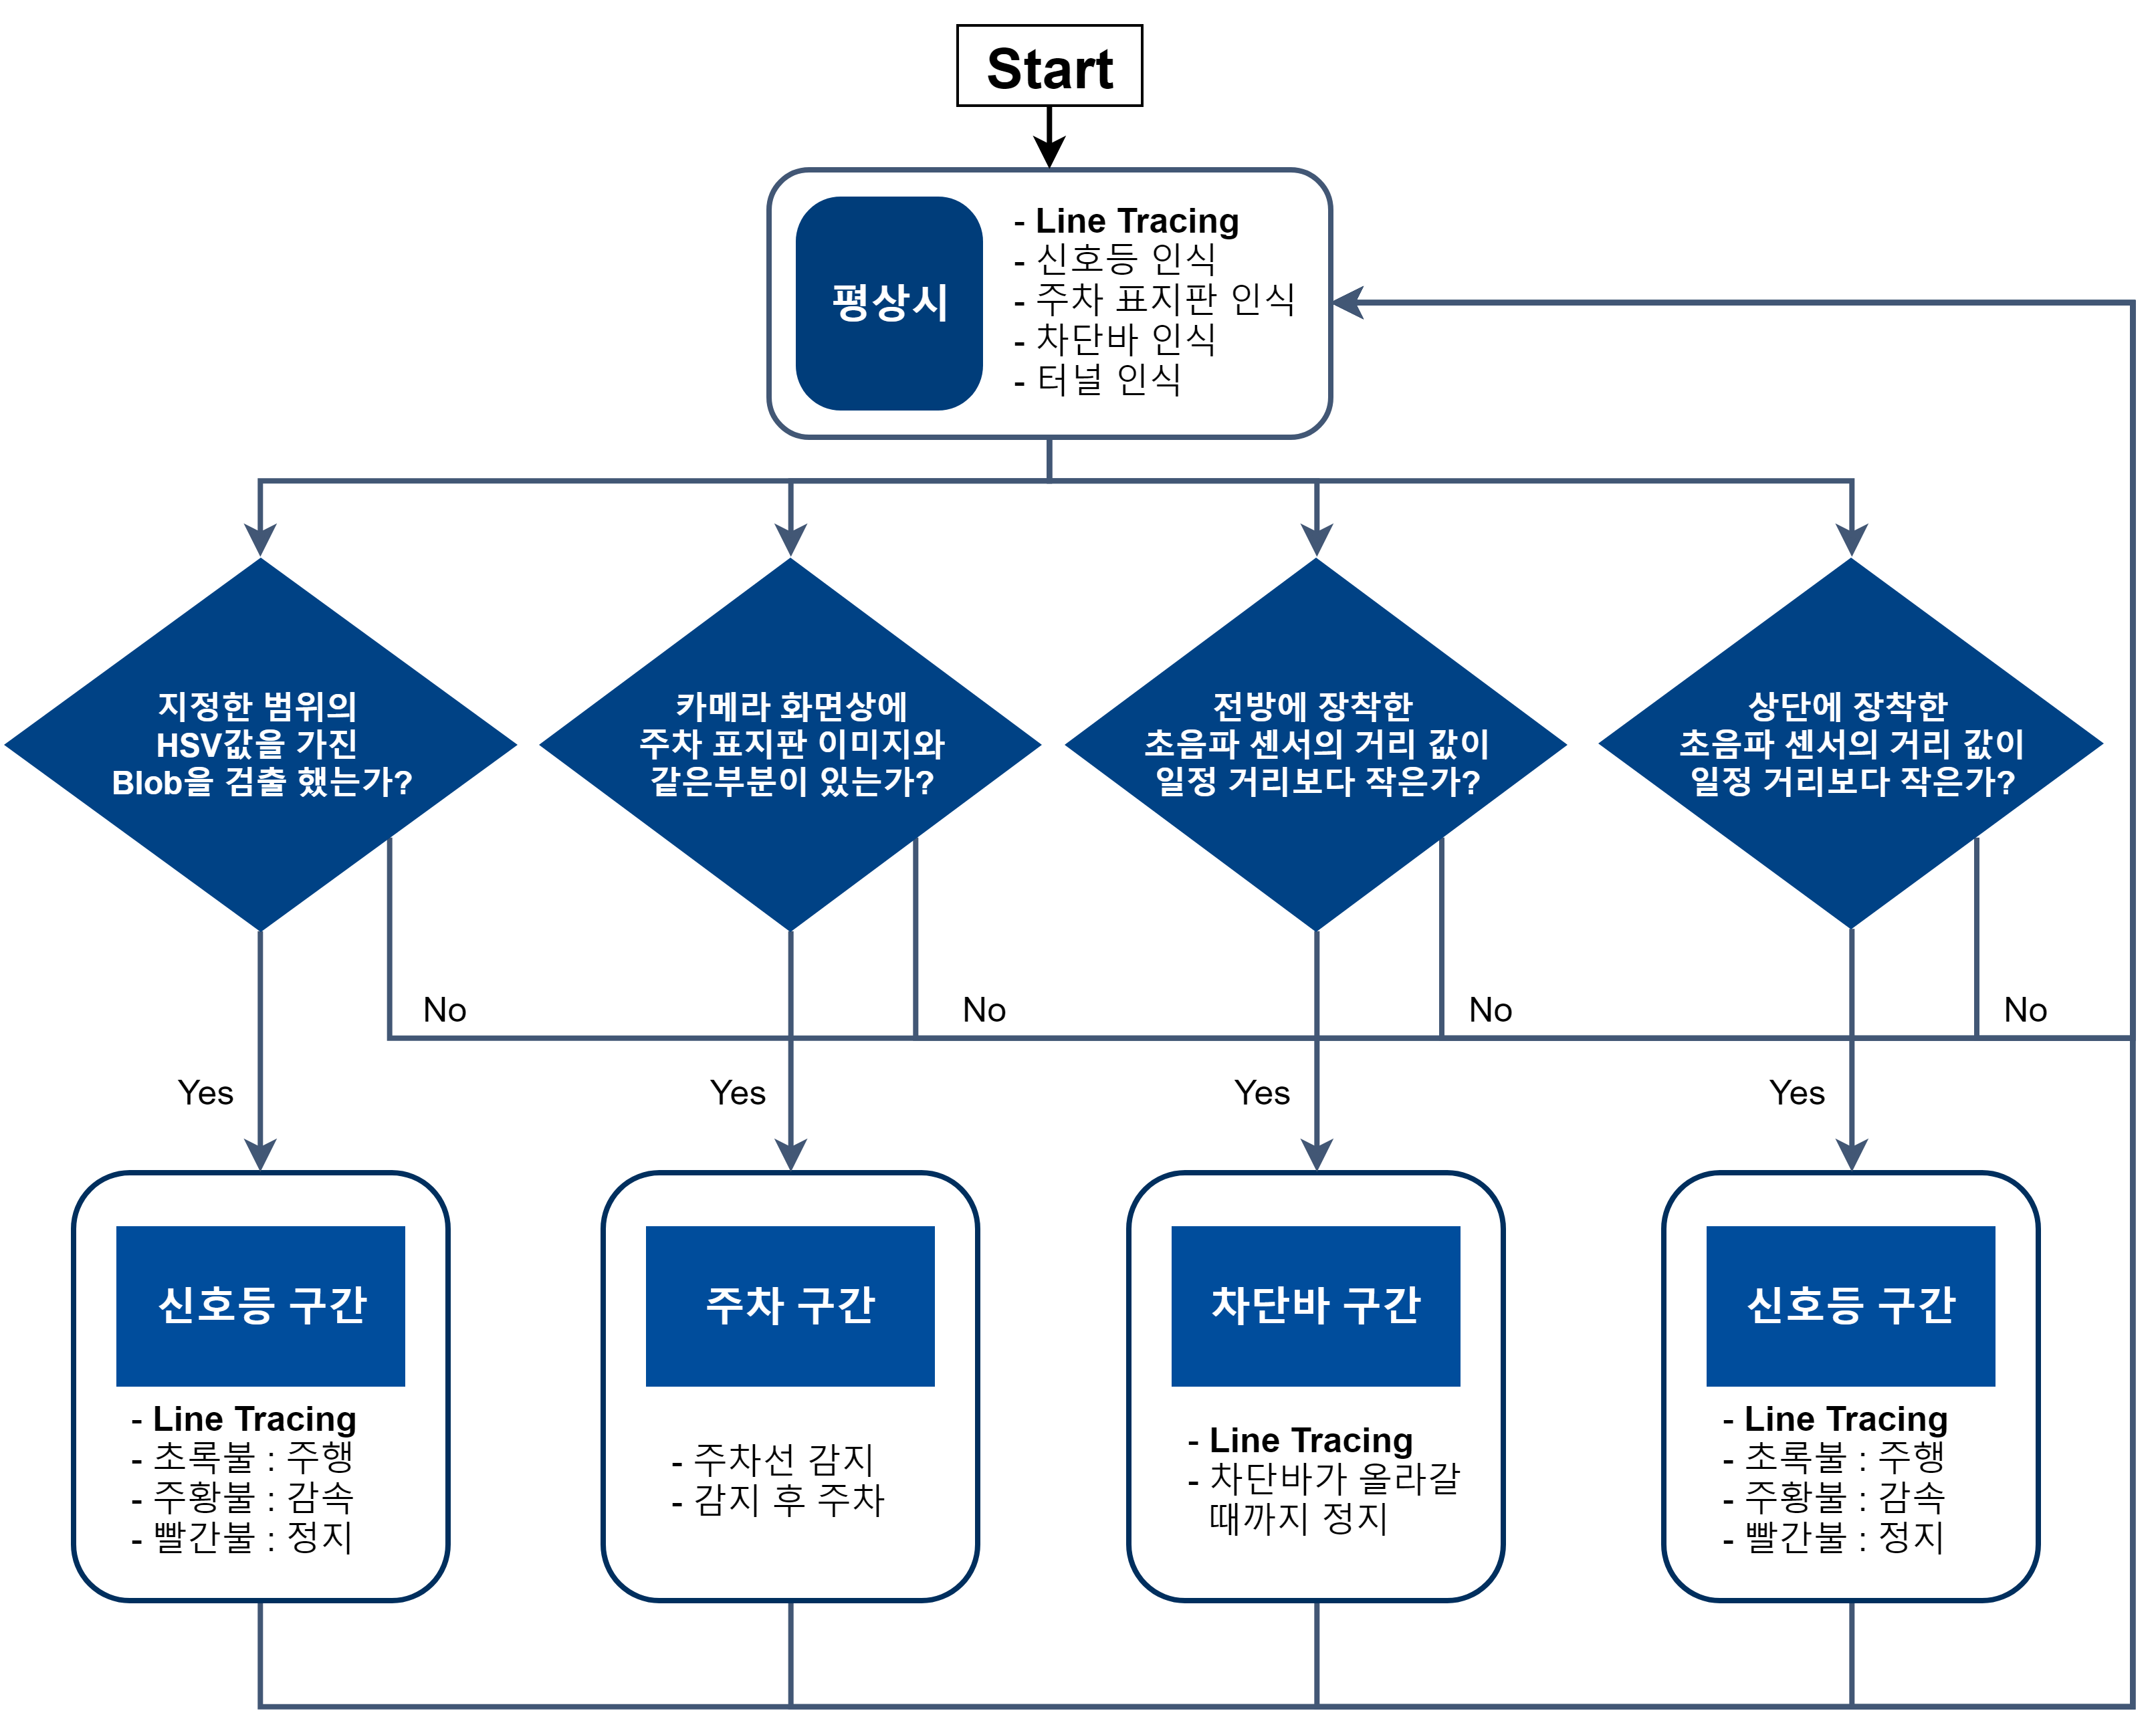 Start
평상시
- Line Tracing
- 신호등 인식
- 주차 표지판 인식
- 차단바 인식
- 터널 인식
지정한 범위의
HSV값을 가진
Blob을 검출 했는가?
카메라 화면상에
주차 표지판 이미지와
같은부분이 있는가?
전방에 장착한
초음파 센서의 거리 값이
일정 거리보다 작은가?
상단에 장착한
초음파 센서의 거리 값이
일정 거리보다 작은가?
No
No
No
No
Yes
Yes
Yes
Yes
신호등 구간
- Line Tracing
- 초록불 : 주행
- 주황불 : 감속
- 빨간불 : 정지
주차 구간
- 주차선 감지
- 감지 후 주차
차단바 구간
- Line Tracing
- 차단바가 올라갈
때까지 정지
신호등 구간
- Line Tracing
- 초록불 : 주행
- 주황불 : 감속
- 빨간불 : 정지